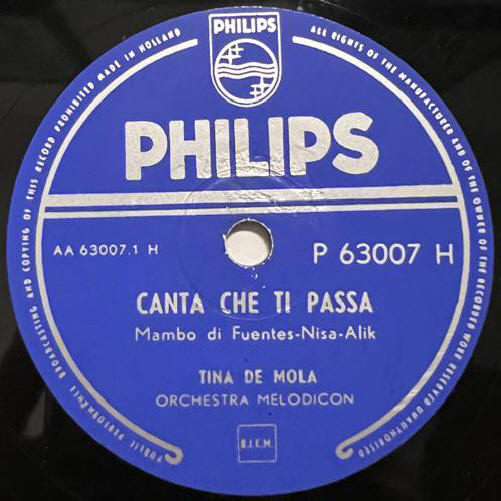 PHILIPS
PHILIPS
AA 63007.1 H
P 63007 H
CANTA CHE TI PASSA
Mambo di Fuentes-Nisa-Alik
TINA DE MOLA
ORCHESTRA MELODICON
B.I.E.M.
MADE IN HOLLAND
ALL RIGHTS OF THE MANUFACTURER AND OF THE OWNER OF THE RECORDED WORK RESERVED UNAUTHORISED
PUBLIC PERFORMANCE BROADCASTING AND COPYING OF THIS RECORD PROHIBITED